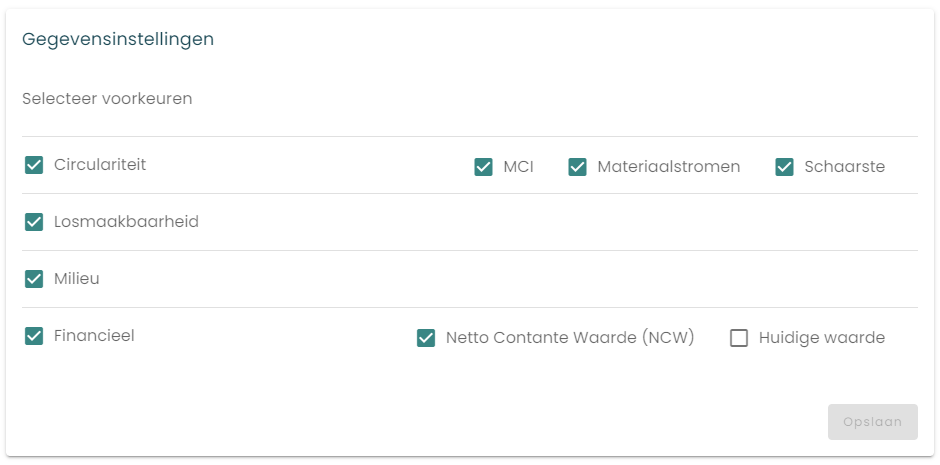 Gegevensinstellingen
Selecteer voorkeuren
Circulariteit MCI Materiaalstromen Schaarste
Losmaakbaarheid
Milieu
Financieel Netto Contante Waarde (NCW) Huidige waarde
Opslaan